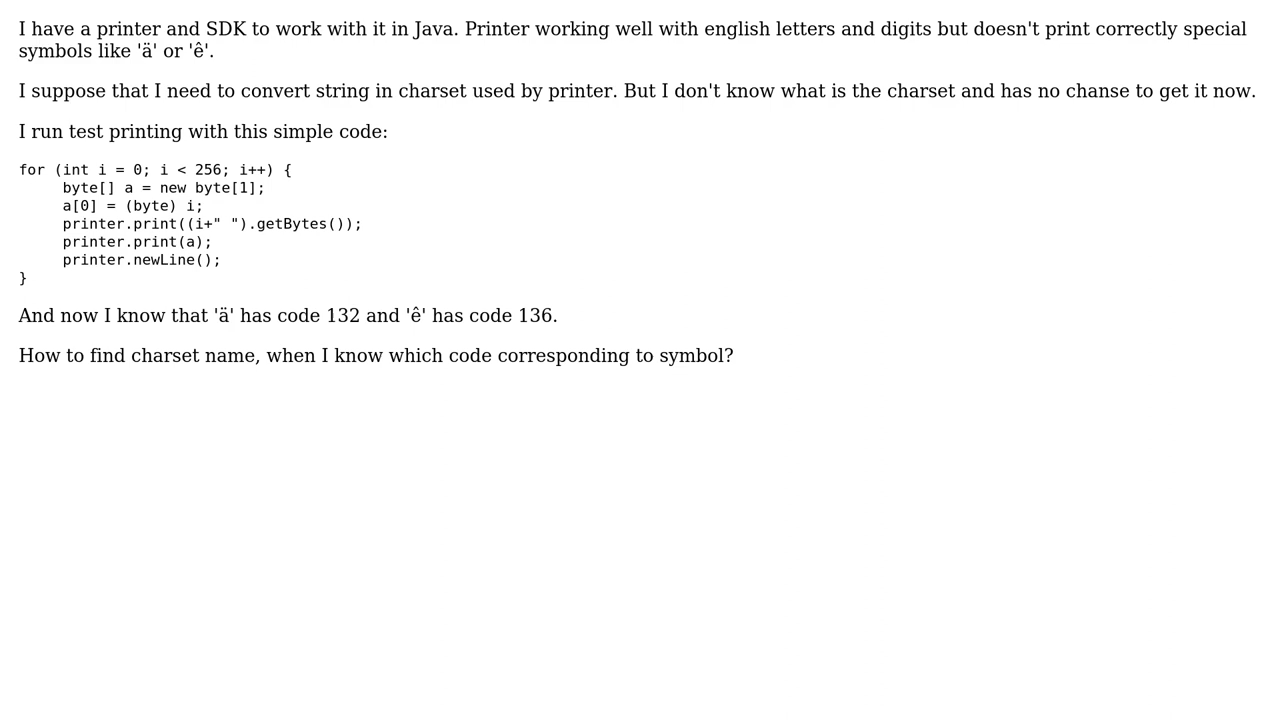 I have a printer and SDK to work with it in Java. Printer working well with english letters and digits but doesn't print correctly special
symbols like 'ä' or 'ê'.
I suppose that I need to convert string in charset used by printer. But I don't know what is the charset and has no chanse to get it now.
I run test printing with this simple code:
for (int i = 0; i < 256; i++) {
     byte[] a = new byte[1];
     a[0] = (byte) i;
     printer.print((i+" ").getBytes());
     printer.print(a);
     printer.newLine();
}
And now I know that 'ä' has code 132 and 'ê' has code 136.
How to find charset name, when I know which code corresponding to symbol?